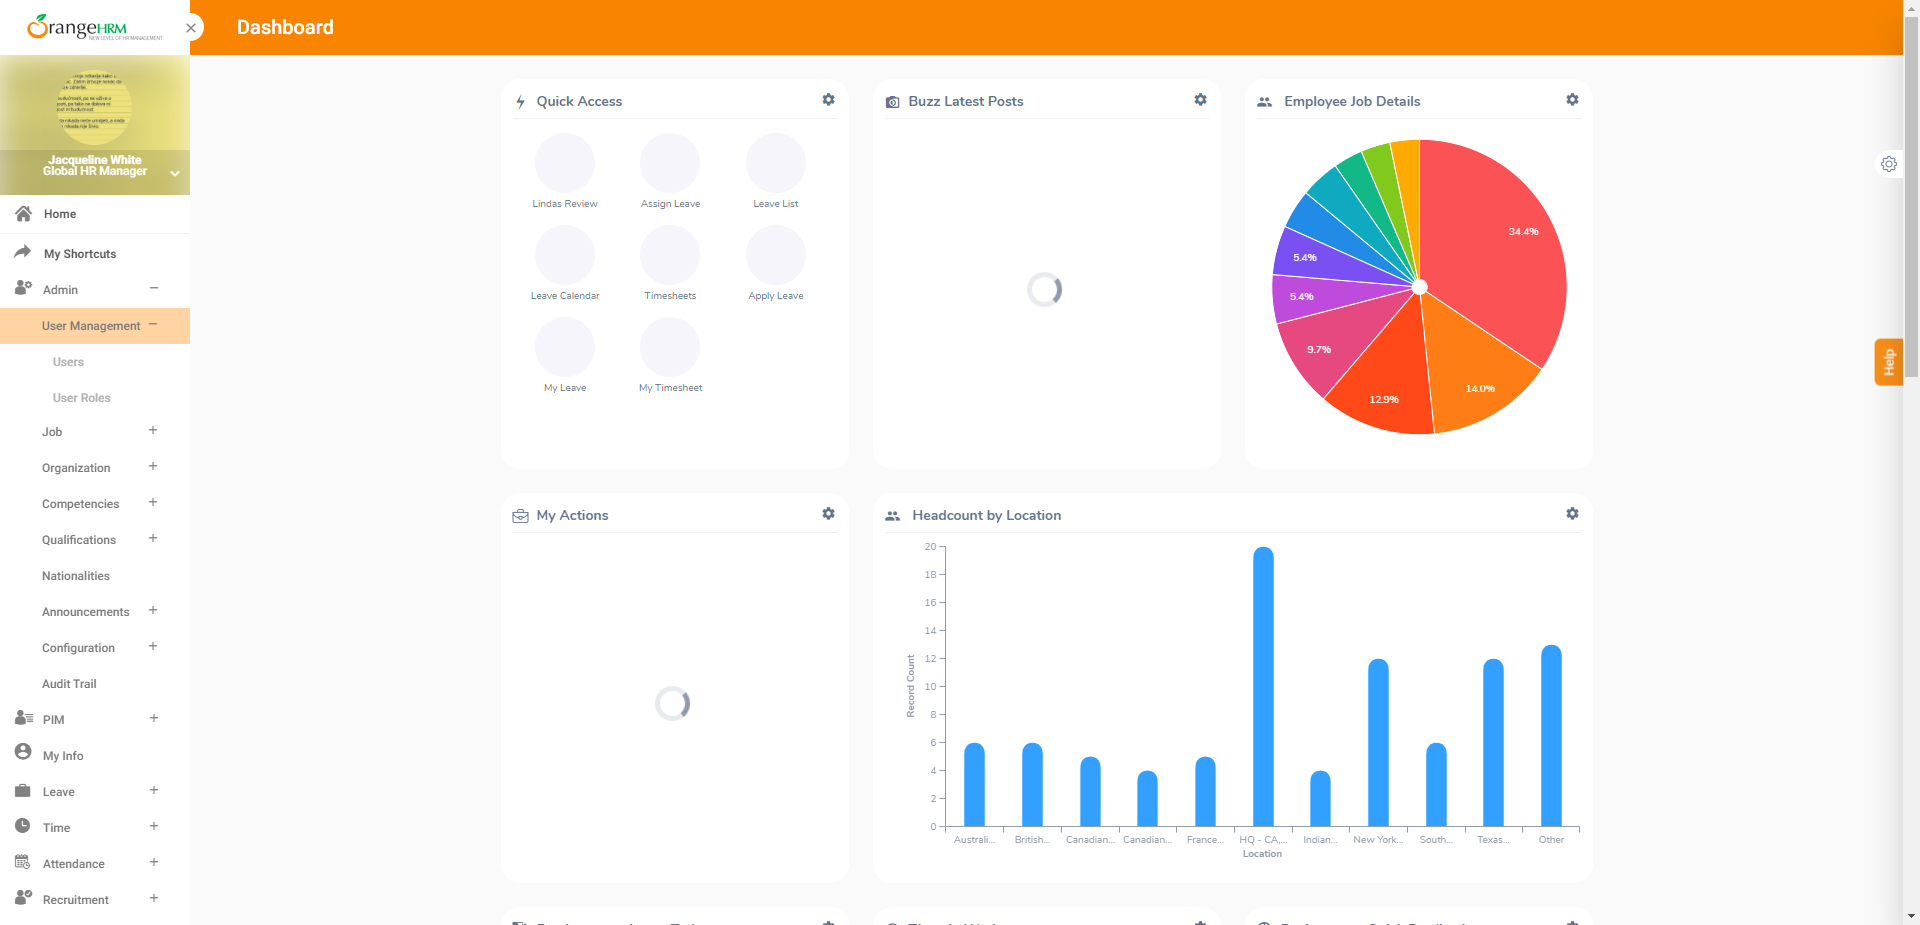 OrangeHRM
NEW LEVEL OF HR MANAGEMENT
Dashboard
Jacqueline White
Global HR Manager
Home
My Shortcuts
Admin
User Management
Users
User Roles
Job
Organization
Competencies
Qualifications
Nationalities
Announcements
Configuration
Audit Trail
PIM
My Info
Leave
Time
Attendance
Recruitment
Quick Access
Lindas Review
Assign Leave
Leave List
Leave Calendar
Timesheets
Apply Leave
My Leave
My Timesheet
Buzz Latest Posts
Employee Job Details
34.4%
14.0%
12.9%
9.7%
5.4%
5.4%
Help
My Actions
Headcount by Location
20
18
16
14
12
10
8
6
4
2
0
Record Count
Australi...
British...
Canadian...
Canadian...
France...
HQ - CA,...
Indian...
New York...
South...
Texas...
Other
Location